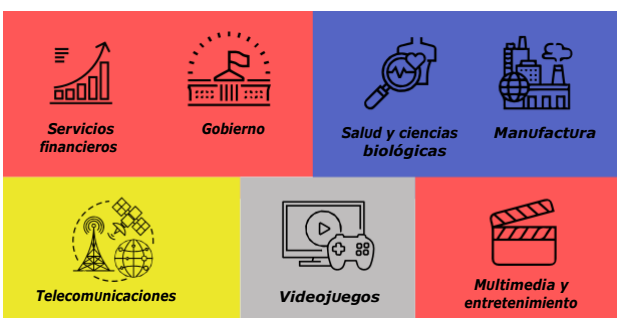 Servicios
financieros
Gobierno
Salud y ciencias
biológicas
Manufactura
Telecomunicaciones
Videojuegos
Multimedia y
entretenimiento